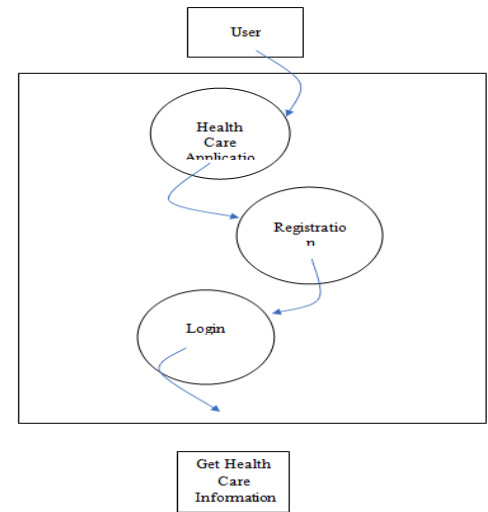 User
Health
Care
Applicatio
Registratio
n
Login
Get Health
Care
Information